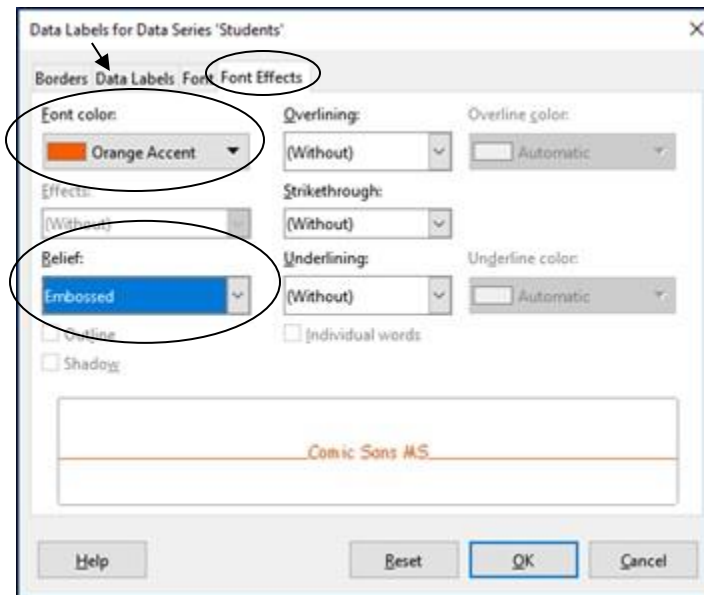 Data Labels for Data Series 'Students'
Borders Data Labels Font Font Effects
Font color: Overlining: Overline color:
Orange Accent (Without) Automatic
Effects: Strikethrough:
(Without) (Without)
Relief: Underlining: Underline color:
Embossed (Without) Automatic
Outline Individual words
Shadow
Comic Sans MS
Help Reset OK Cancel